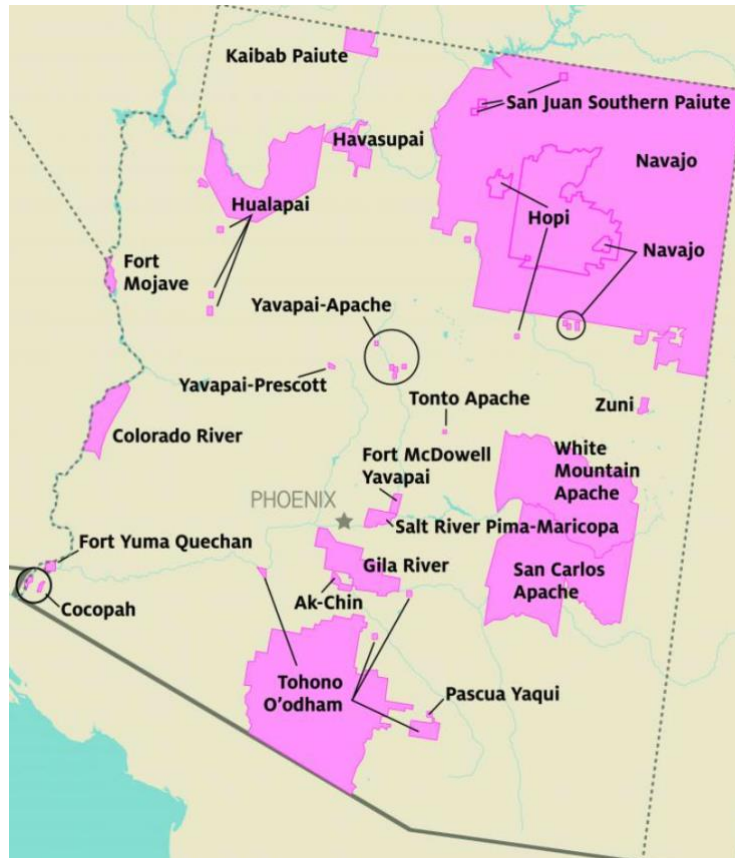 Kaibab Paiute
San Juan Southern Paiute
Havasupai
Navajo
Hualapai
Hopi
Navajo
Fort
Mojave
Yavapai-Apache
Yavapai-Prescott
Tonto Apache
Zuni
Colorado River
White
Mountain
Apache
Fort McDowell
Yavapai
PHOENIX
Salt River Pima-Maricopa
Fort Yuma Quechan
Gila River
San Carlos
Apache
Ak-Chin
Cocopah
Tohono
O'odham
Pascua Yaqui